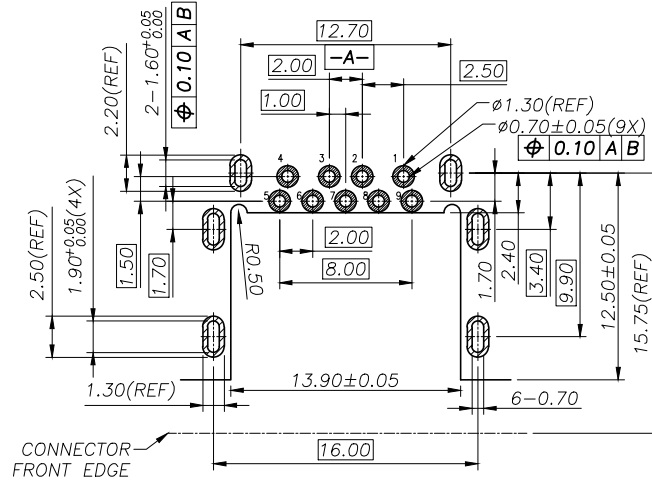 12.70
-A-
2.00
2.50
1.00
⌀1.30(REF)
⌀0.70±0.05(9X)
⌖ 0.10 A B
2.20(REF)
2-1.60+0.05 0.00
⌖ 0.10 A B
4 3 2 1
5 6 7 8 9
2.50(REF)
1.90+0.05 0.00(4X)
1.50
1.70
R0.50
2.00
8.00
1.70
2.40
3.40
9.90
12.50±0.05
15.75(REF)
1.30(REF)
13.90±0.05
6-0.70
16.00
CONNECTOR
FRONT EDGE